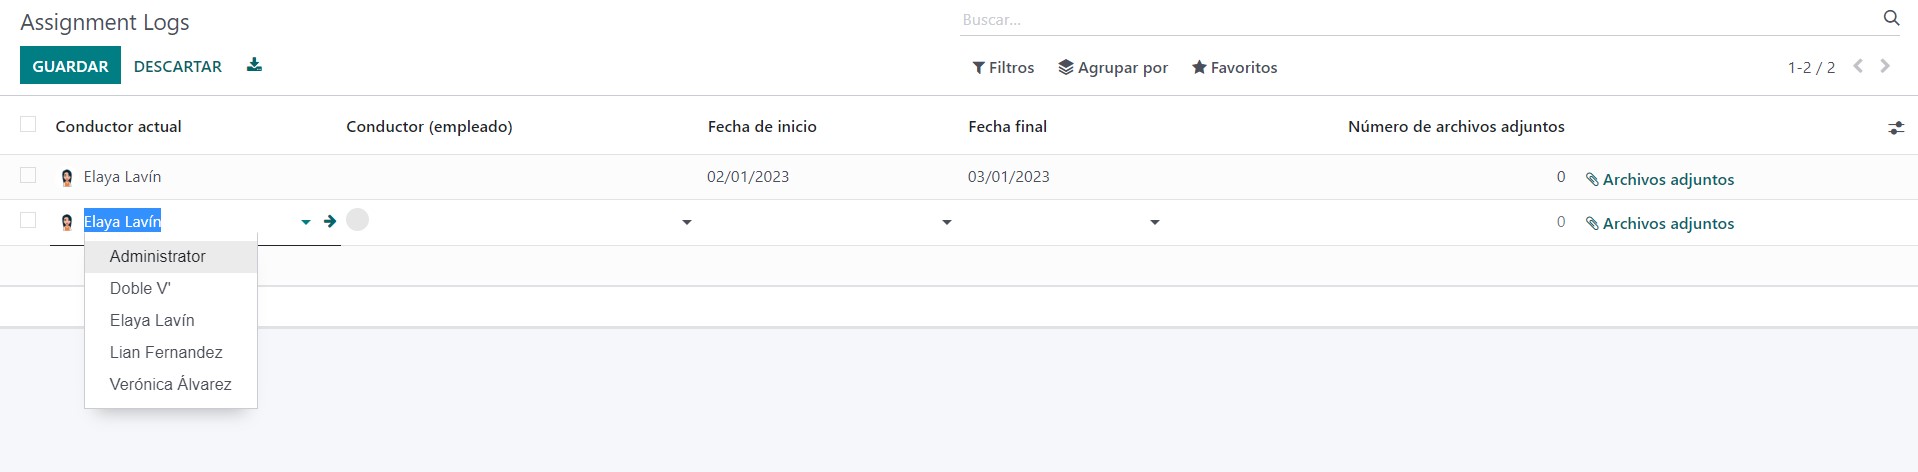 Assignment Logs
Buscar...
GUARDAR DESCARTAR
Filtros Agrupar por Favoritos 1-2 / 2
Conductor actual Conductor (empleado) Fecha de inicio Fecha final Número de archivos adjuntos
Elaya Lavín 02/01/2023 03/01/2023 0 Archivos adjuntos
Elaya Lavín 0 Archivos adjuntos
Administrator
Doble V'
Elaya Lavín
Lian Fernandez
Verónica Álvarez